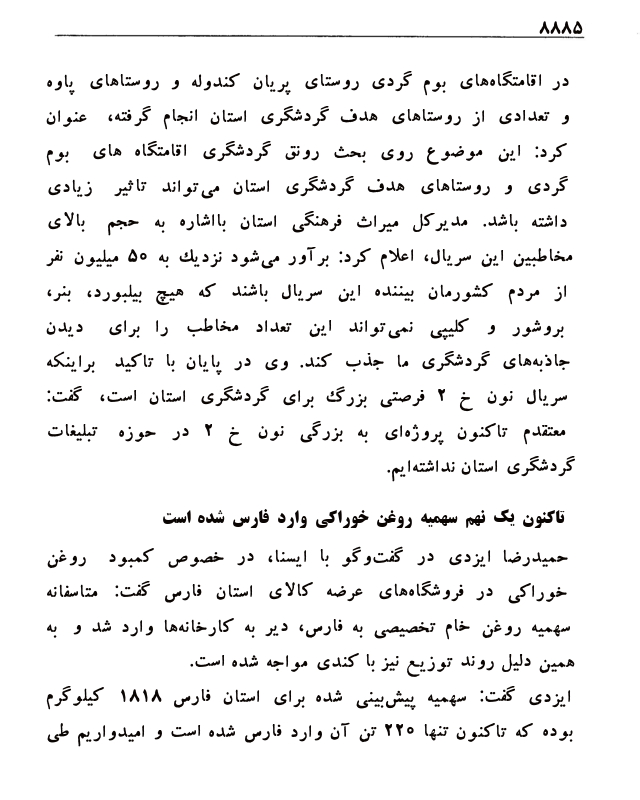 ۸۸۸۵
در اقامتگاه‌های بوم گردی روستای پریان کندوله و روستاهای پاوه
و تعدادی از روستاهای هدف گردشگری استان انجام گرفته، عنوان
کرد: این موضوع روی بحث رونق گردشگری اقامتگاه های بوم
گردی و روستاهای هدف گردشگری استان می‌تواند تاثیر زیادی
داشته باشد. مدیرکل میراث فرهنگی استان بااشاره به حجم بالای
مخاطبین این سریال، اعلام کرد: برآور می‌شود نزدیك به ۵۰ میلیون نفر
از مردم کشورمان بیننده این سریال باشند که هیچ بیلبورد، بنر،
بروشور و کلیپی نمی‌تواند این تعداد مخاطب را برای دیدن
جاذبه‌های گردشگری ما جذب کند. وی در پایان با تاکید براینکه
سریال نون خ ۲ فرصتی بزرگ برای گردشگری استان است، گفت:
معتقدم تاکنون پروژه‌ای به بزرگی نون خ ۲ در حوزه تبلیغات
گردشگری استان نداشته‌ایم.
تاکنون یک نهم سهمیه روغن خوراکی وارد فارس شده است
حمیدرضا ایزدی در گفت‌وگو با ایسنا، در خصوص کمبود روغن
خوراکی در فروشگاه‌های عرضه کالای استان فارس گفت: متاسفانه
سهمیه روغن خام تخصیصی به فارس، دیر به کارخانه‌ها وارد شد و به
همین دلیل روند توزیع نیز با کندی مواجه شده است.
ایزدی گفت: سهمیه پیش‌بینی شده برای استان فارس ۱۸۱۸ کیلوگرم
بوده که تاکنون تنها ۲۲۰ تن آن وارد فارس شده است و امیدواریم طی